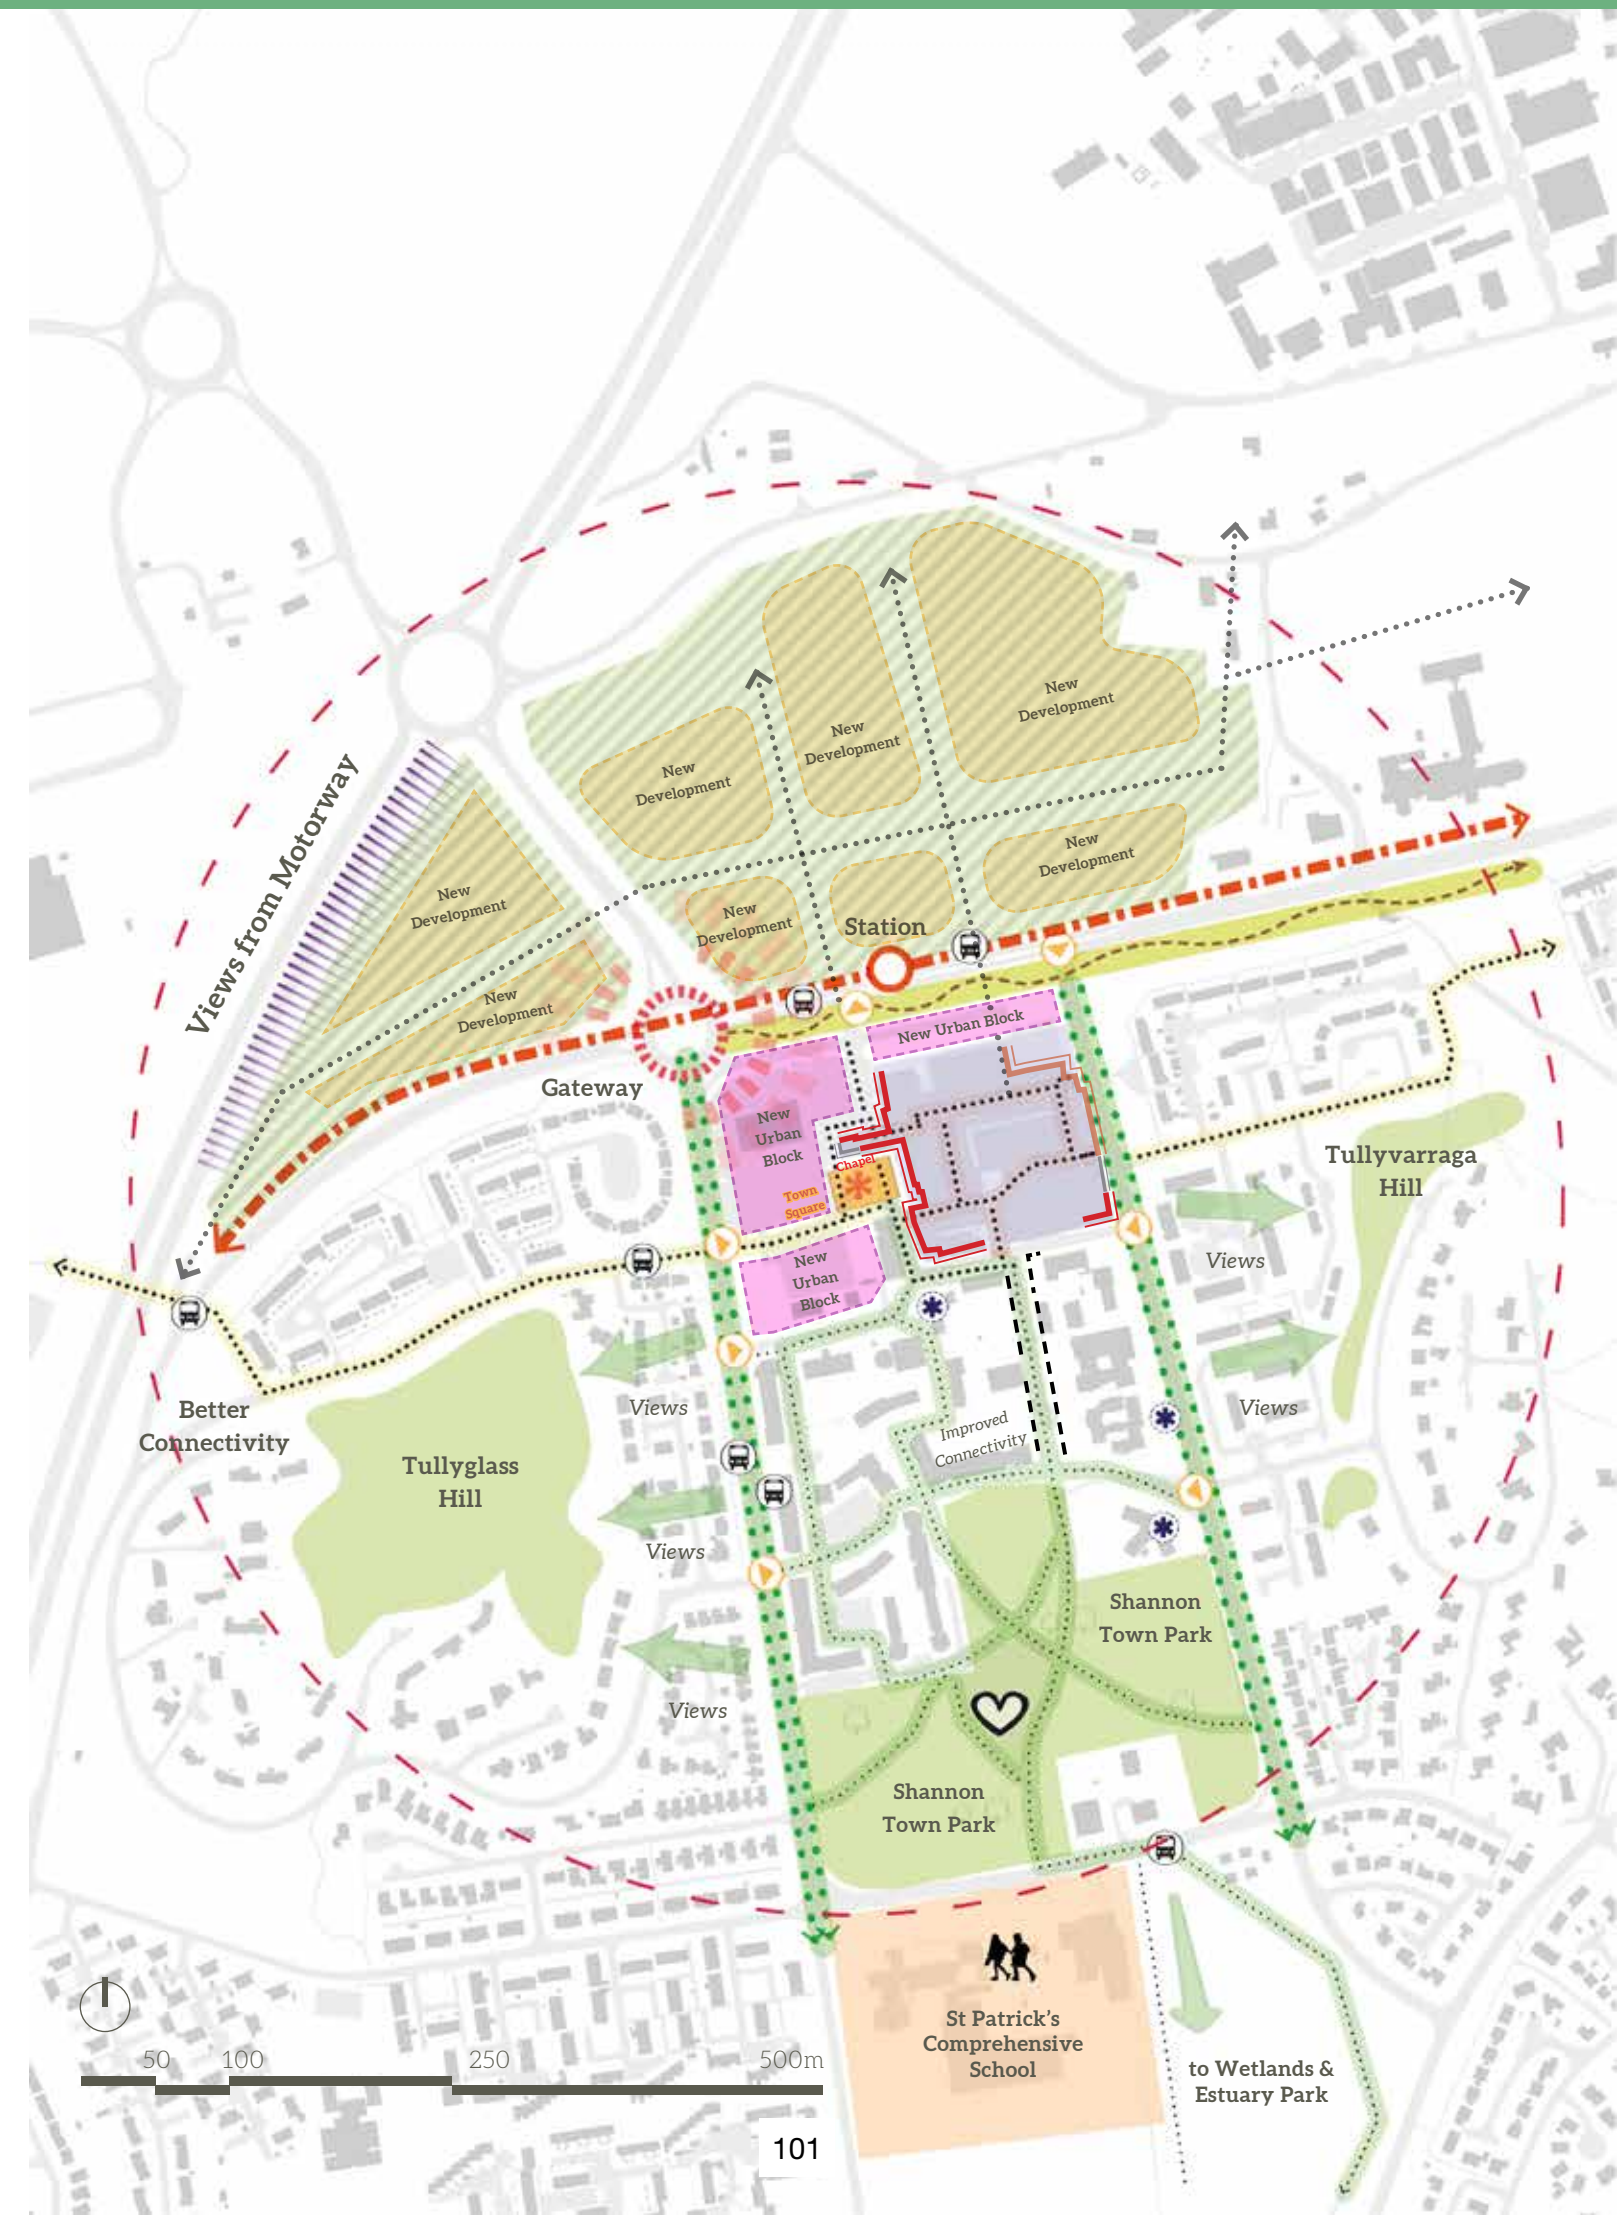 New
Development
New
Development
New
Development
New
Development
New
Development
New
Development
New
Development
Views from Motorway
Station
New Urban Block
Gateway
New
Urban
Block
Chapel
Town
Square
Tullyvarraga
Hill
Views
New
Urban
Block
Views
Views
Better
Connectivity
Improved
Connectivity
Tullyglass
Hill
Views
Shannon
Town Park
Views
Shannon
Town Park
St Patrick's
Comprehensive
School
to Wetlands &
Estuary Park
50 100 250 500m
101